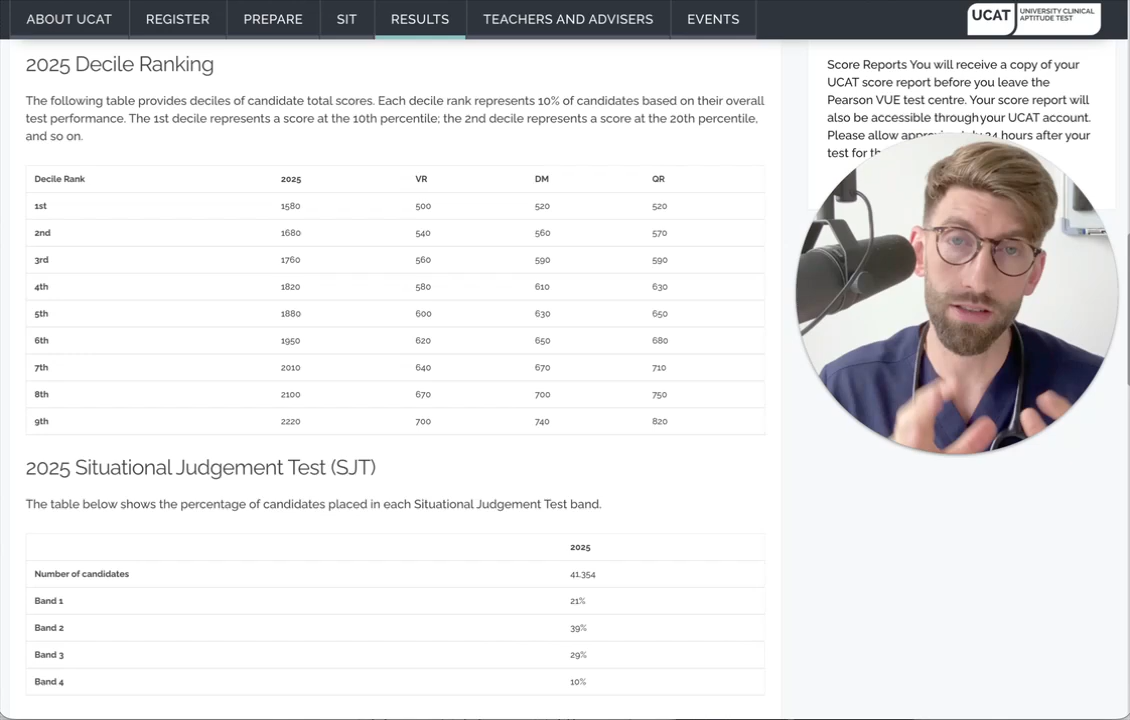 ABOUT UCAT REGISTER PREPARE SIT RESULTS TEACHERS AND ADVISERS EVENTS
UCAT UNIVERSITY CLINICAL
APTITUDE TEST
2025 Decile Ranking
The following table provides deciles of candidate total scores. Each decile rank represents 10% of candidates based on their overall
test performance. The 1st decile represents a score at the 10th percentile; the 2nd decile represents a score at the 20th percentile,
and so on.
Decile Rank 2025 VR DM QR
1st 1580 500 520 520
2nd 1680 540 560 570
3rd 1760 560 590 590
4th 1820 580 610 630
5th 1880 600 630 650
6th 1950 620 650 680
7th 2010 640 670 710
8th 2100 670 700 750
9th 2220 700 740 820
2025 Situational Judgement Test (SJT)
The table below shows the percentage of candidates placed in each Situational Judgement Test band.
2025
Number of candidates 41,354
Band 1 21%
Band 2 39%
Band 3 29%
Band 4 10%
Score Reports You will receive a copy of your
UCAT score report before you leave the
Pearson VUE test centre. Your score report will
also be accessible through your UCAT account.
Please allow 24 hours after your
test for